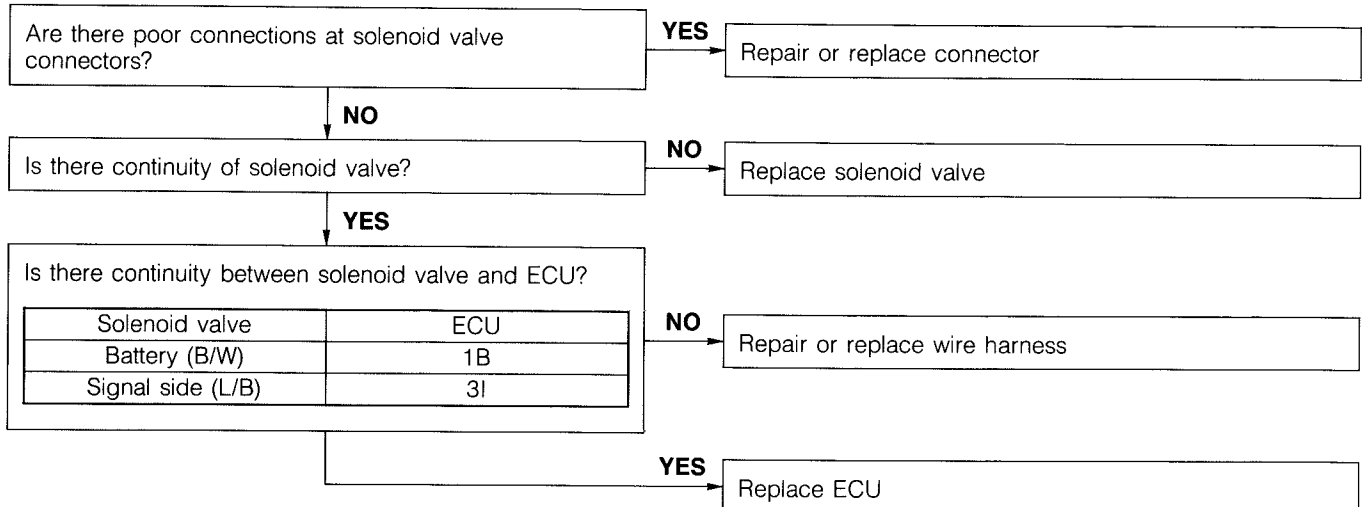 Are there poor connections at solenoid valve
connectors?
YES
Repair or replace connector
NO
Is there continuity of solenoid valve?
NO
Replace solenoid valve
YES
Is there continuity between solenoid valve and ECU?
Solenoid valve ECU
Battery (B/W) 1B
Signal side (L/B) 3I
NO
Repair or replace wire harness
YES
Replace ECU